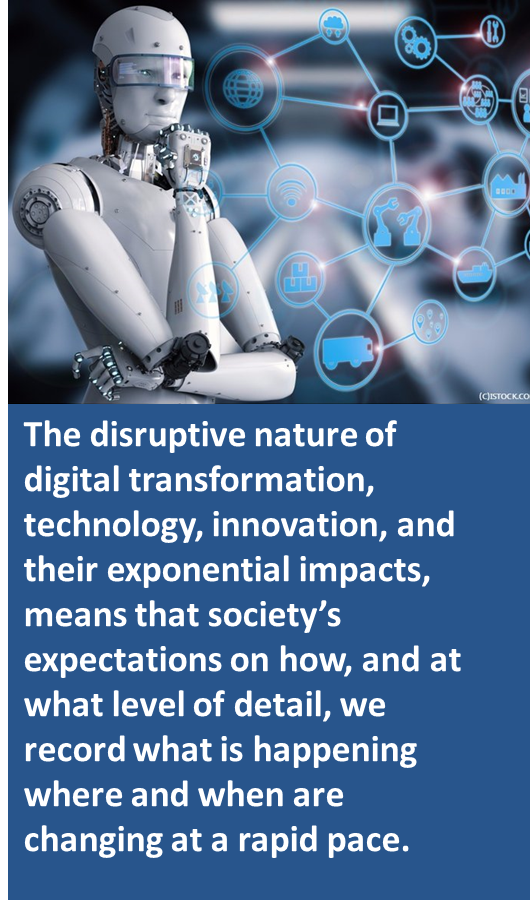 (C)ISTOCK.CO
The disruptive nature of
digital transformation,
technology, innovation, and
their exponential impacts,
means that society’s
expectations on how, and at
what level of detail, we
record what is happening
where and when are
changing at a rapid pace.